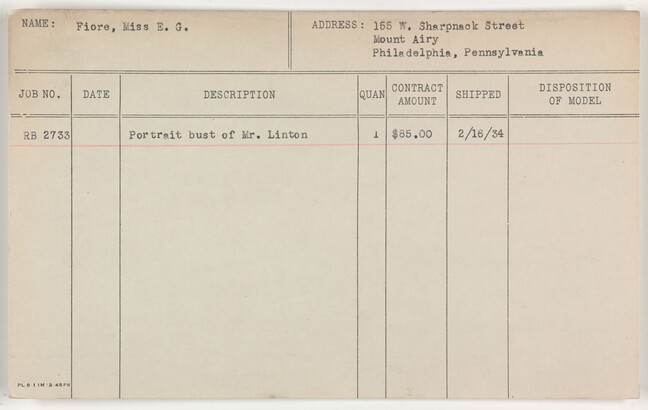 NAME: Fiore, Miss E. G.
ADDRESS: 155 W. Sharpnack Street
Mount Airy
Philadelphia, Pennsylvania
JOB NO. DATE DESCRIPTION QUAN CONTRACT AMOUNT SHIPPED DISPOSITION OF MODEL
RB 2733 Portrait bust of Mr. Linton 1 $85.00 2/16/34